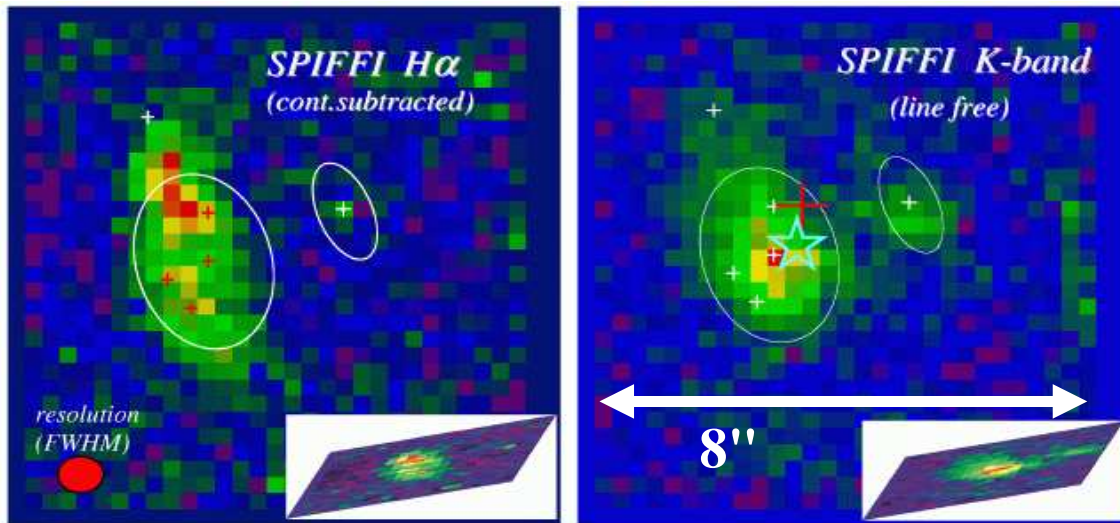 SPIFFI Hα
(cont.subtracted)
resolution
(FWHM)
SPIFFI K-band
(line free)
8"